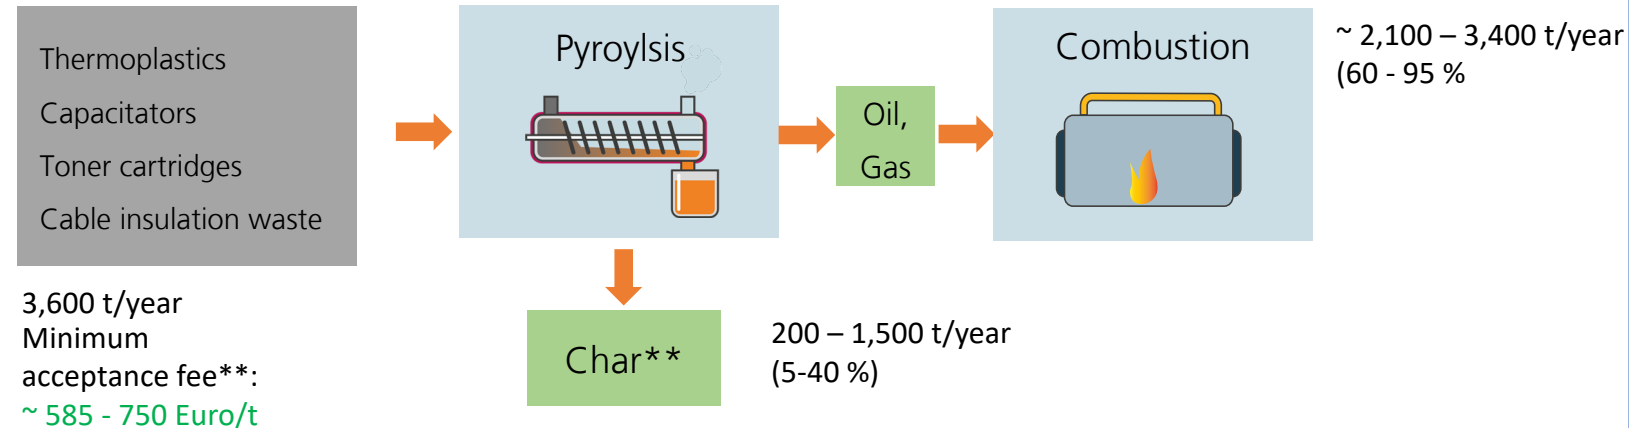 Thermoplastics
Capacitators
Toner cartridges
Cable insulation waste
3,600 t/year
Minimum
acceptance fee**:
~ 585 - 750 Euro/t
Pyroylsis
Oil,
Gas
Combustion
~ 2,100 – 3,400 t/year
(60 - 95 %
Char**
200 – 1,500 t/year
(5-40 %)